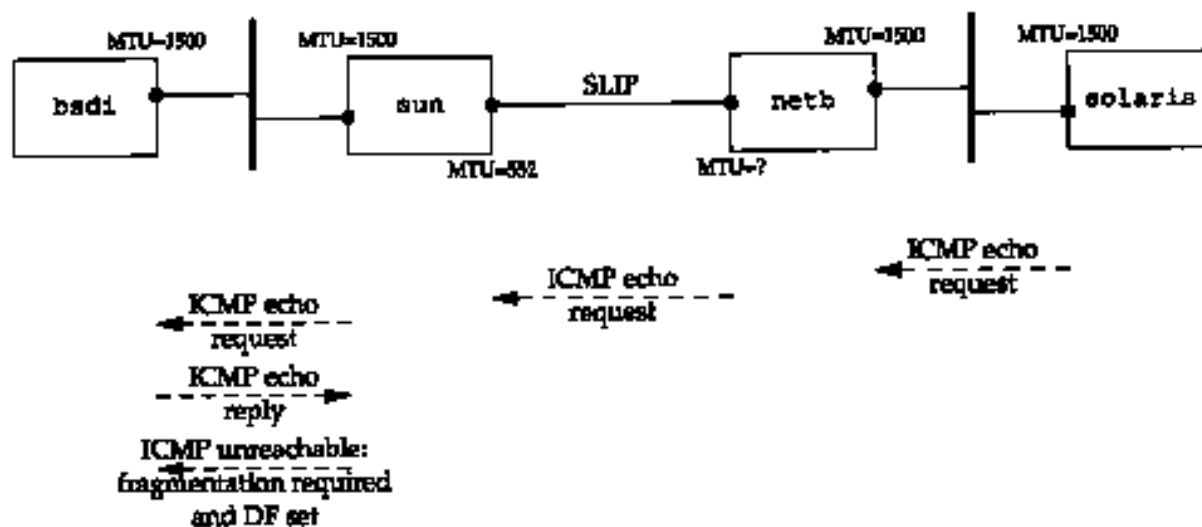 MTU=1500
MTU=1500
MTU=1500
MTU=1500
bsdi
sun
SLIP
netb
solaris
MTU=552
MTU=?
ICMP echo
request
ICMP echo
request
ICMP echo
request
ICMP echo
reply
ICMP unreachable:
fragmentation required
and DF set